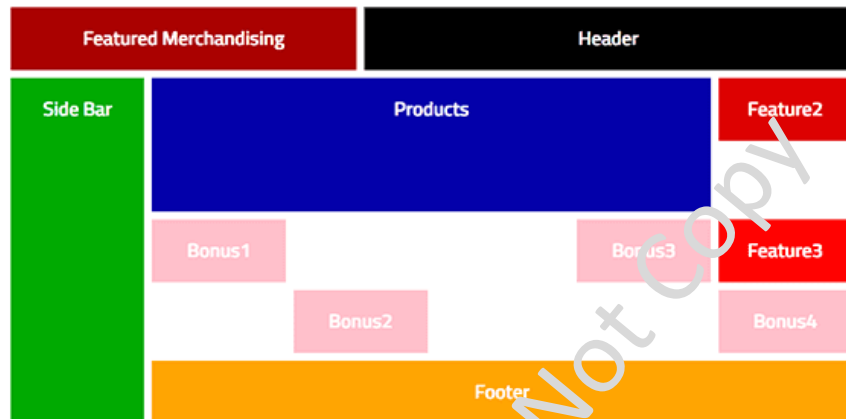 Featured Merchandising
Header
Side Bar
Products
Feature2
Bonus1
Bonus3
Feature3
Bonus2
Bonus4
Footer
Not Copy